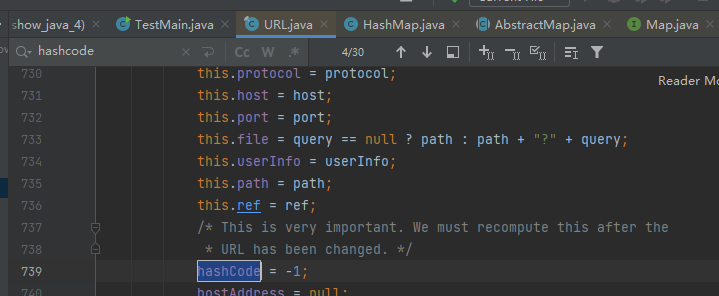 show_java_4) TestMain.java URL.java HashMap.java AbstractMap.java Map.java
hashcode Cc W .* 4/30
730 this.protocol = protocol; Reader Mo
731 this.host = host;
732 this.port = port;
733 this.file = query == null ? path : path + "?" + query;
734 this.userInfo = userInfo;
735 this.path = path;
736 this.ref = ref;
737 /* This is very important. We must recompute this after the
738 * URL has been changed. */
739 hashCode = -1;
740 hostAddress = null;